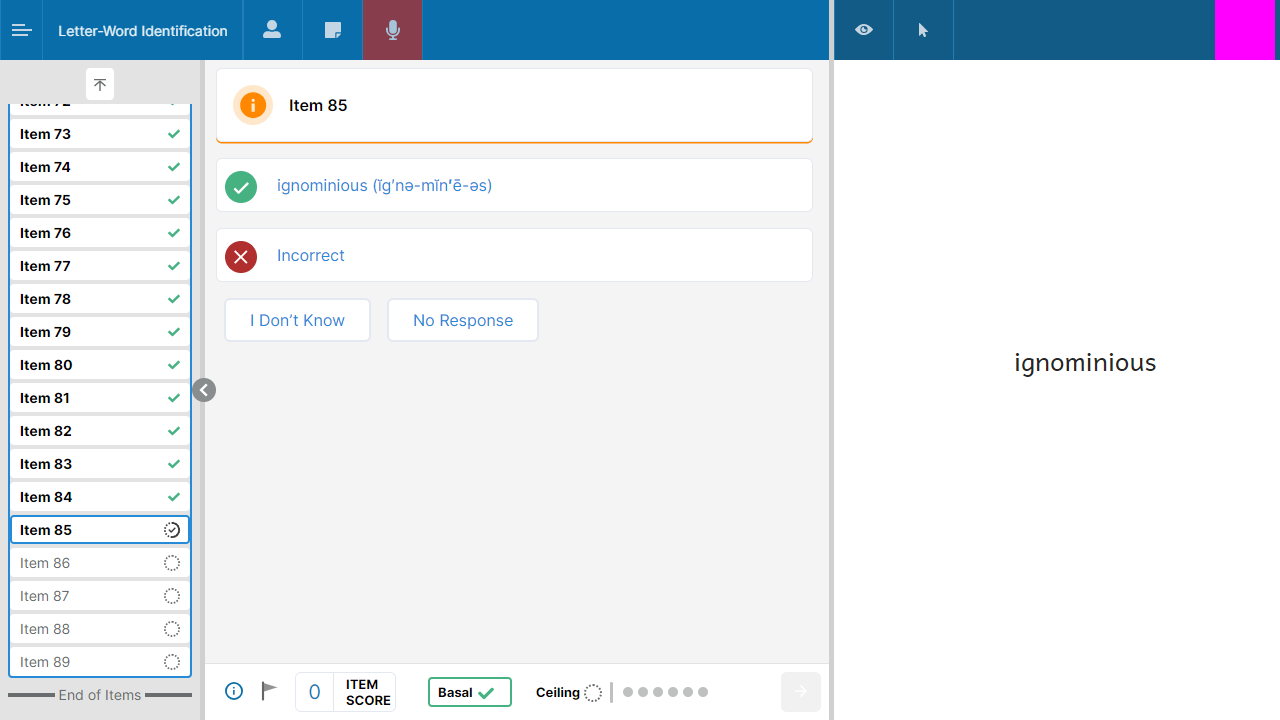 Letter-Word Identification
Item 72
Item 73
Item 74
Item 75
Item 76
Item 77
Item 78
Item 79
Item 80
Item 81
Item 82
Item 83
Item 84
Item 85
Item 86
Item 87
Item 88
Item 89
End of Items
Item 85
ignominious (ĭg′nə-mĭn′ē-əs)
Incorrect
I Don’t Know
No Response
0
ITEM
SCORE
Basal
Ceiling
ignominious